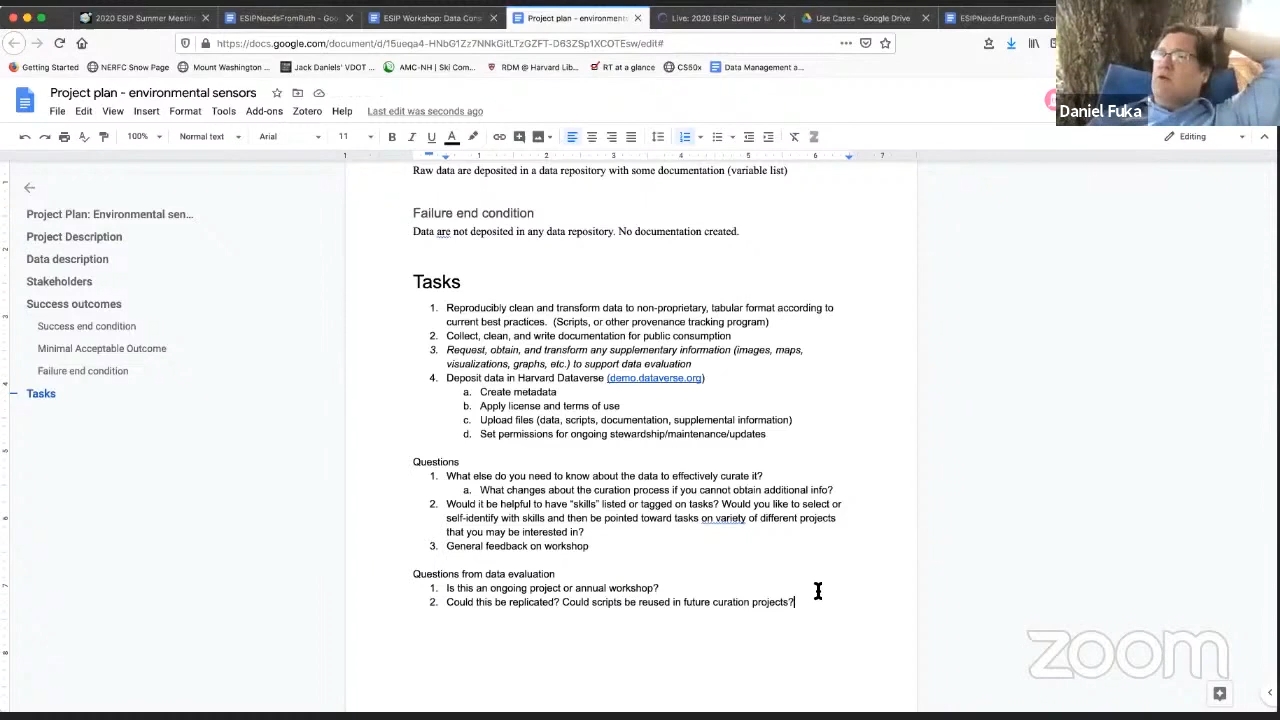 2020 ESIP Summer Meetin
ESIPNeedsFromRuth - Goo
ESIP Workshop: Data Con
Project plan - environment
Live: 2020 ESIP Summer M
Use Cases - Google Drive
ESIPNeedsFromRuth - Go
https://docs.google.com/document/d/15ueqa4-HNbG1Zz7NNkGitLTzGZFT-D63ZSp1XCOTEsw/edit#
Getting Started
NERFC Snow Page
Mount Washington ...
Jack Daniels' VDOT ...
AMC-NH | Ski Com...
RDM @ Harvard Lib...
RT at a glance
CS50x
Data Management a...
Daniel Fuka
Project plan - environmental sensors
File Edit View Insert Format Tools Add-ons Zotero Help Last edit was seconds ago
100% Normal text Arial 11 Editing
Project Plan: Environmental sen...
Project Description
Data description
Stakeholders
Success outcomes
Success end condition
Minimal Acceptable Outcome
Failure end condition
Tasks
Raw data are deposited in a data repository with some documentation (variable list)
Failure end condition
Data are not deposited in any data repository. No documentation created.
Tasks
1. Reproducibly clean and transform data to non-proprietary, tabular format according to
current best practices. (Scripts, or other provenance tracking program)
2. Collect, clean, and write documentation for public consumption
3. Request, obtain, and transform any supplementary information (images, maps,
visualizations, graphs, etc.) to support data evaluation
4. Deposit data in Harvard Dataverse (demo.dataverse.org)
a. Create metadata
b. Apply license and terms of use
c. Upload files (data, scripts, documentation, supplemental information)
d. Set permissions for ongoing stewardship/maintenance/updates
Questions
1. What else do you need to know about the data to effectively curate it?
a. What changes about the curation process if you cannot obtain additional info?
2. Would it be helpful to have “skills” listed or tagged on tasks? Would you like to select or
self-identify with skills and then be pointed toward tasks on variety of different projects
that you may be interested in?
3. General feedback on workshop
Questions from data evaluation
1. Is this an ongoing project or annual workshop?
2. Could this be replicated? Could scripts be reused in future curation projects?
zoom